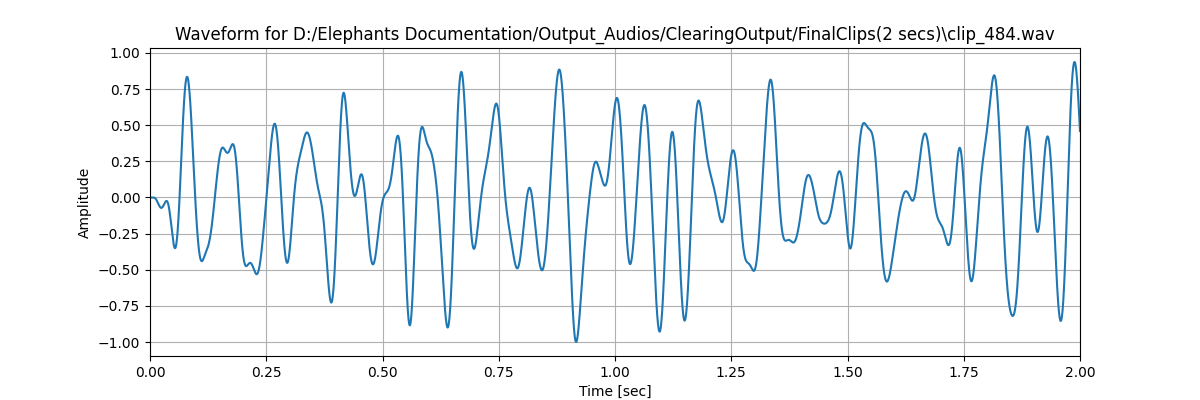 Waveform for D:/Elephants Documentation/Output_Audios/ClearingOutput/FinalClips(2 secs)\clip_484.wav
1.00
0.75
0.50
0.25
0.00
−0.25
−0.50
−0.75
−1.00
Amplitude
0.00 0.25 0.50 0.75 1.00 1.25 1.50 1.75 2.00
Time [sec]